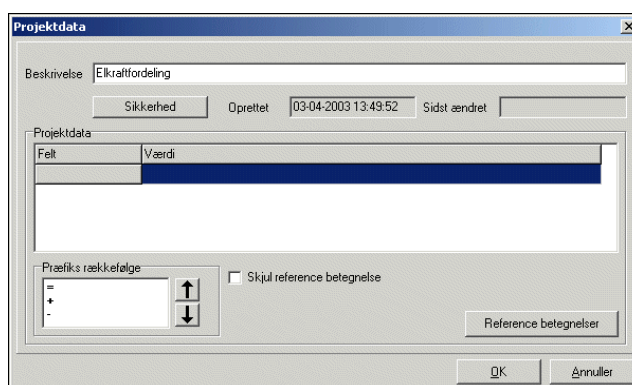 Projektdata
Beskrivelse Elkraftfordeling
Sikkerhed Oprettet 03-04-2003 13:49:52 Sidst ændret
Projektdata
Felt Værdi
Præfiks rækkefølge
=
+
-
Skjul reference betegnelse
Reference betegnelser
OK Annuller